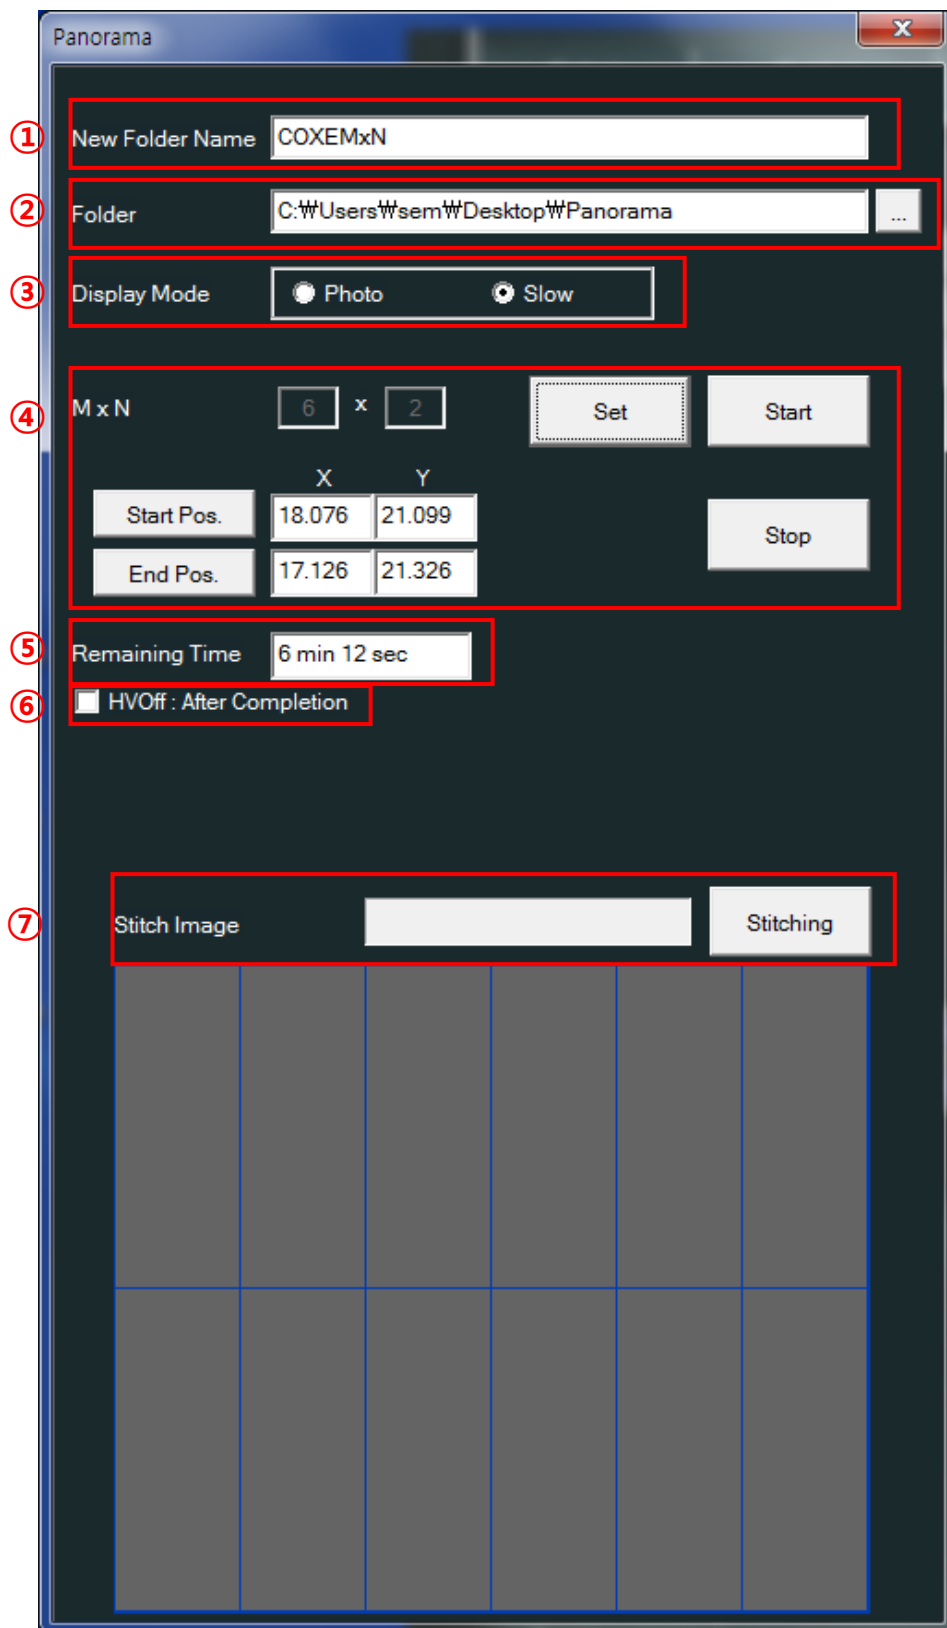 Panorama
x
① New Folder Name COXEMxN
② Folder C:₩Users₩sem₩Desktop₩Panorama ...
③ Display Mode Photo Slow
④ M x N 6 x 2 Set Start
X Y
Start Pos. 18.076 21.099
Stop
End Pos. 17.126 21.326
⑤ Remaining Time 6 min 12 sec
⑥ HVOff : After Completion
⑦ Stitch Image Stitching